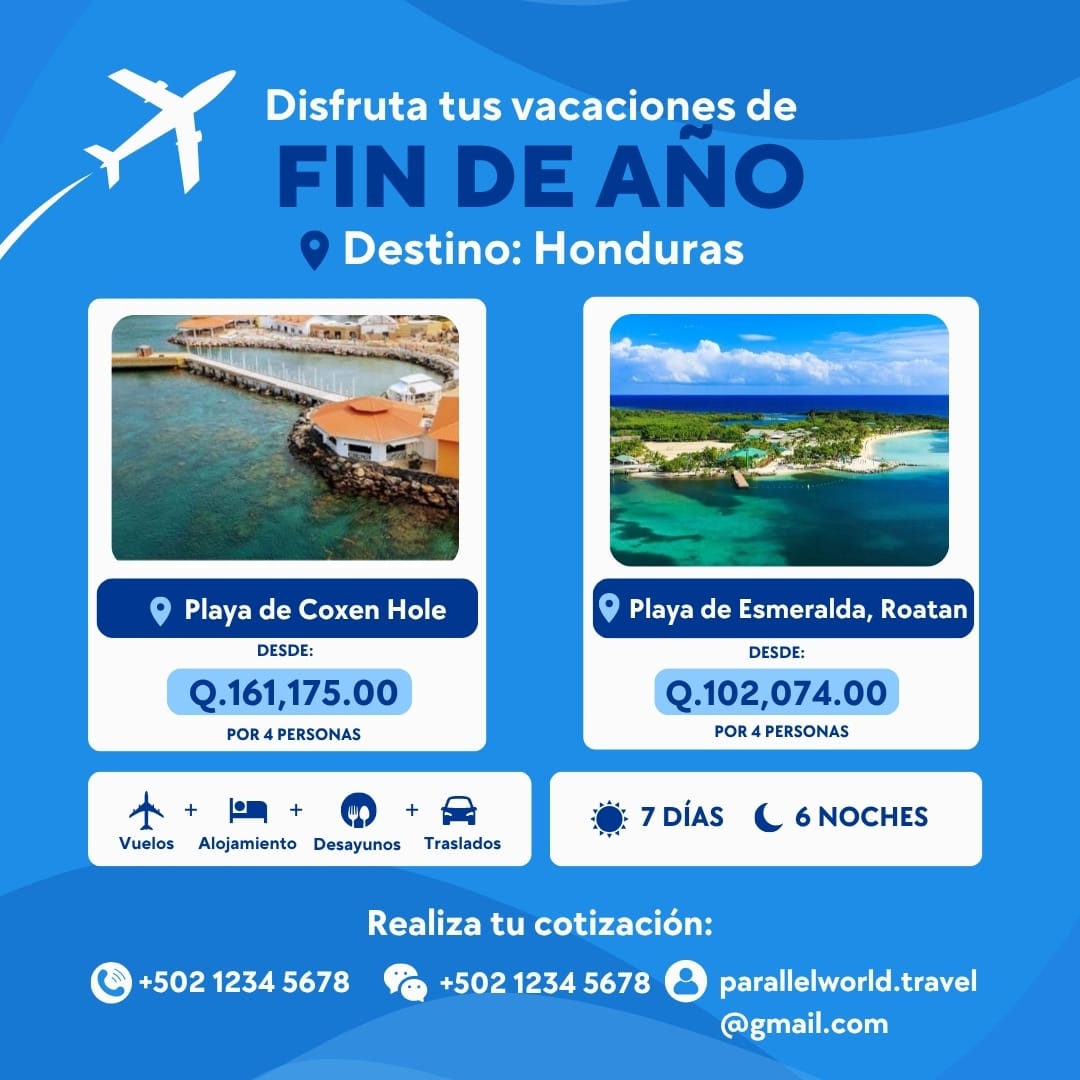 Disfruta tus vacaciones de
FIN DE AÑO
Destino: Honduras
Playa de Coxen Hole
DESDE:
Q.161,175.00
POR 4 PERSONAS
Playa de Esmeralda, Roatan
DESDE:
Q.102,074.00
POR 4 PERSONAS
Vuelos + Alojamiento + Desayunos + Traslados
7 DÍAS 6 NOCHES
Realiza tu cotización:
+502 1234 5678 +502 1234 5678 parallelworld.travel
@gmail.com